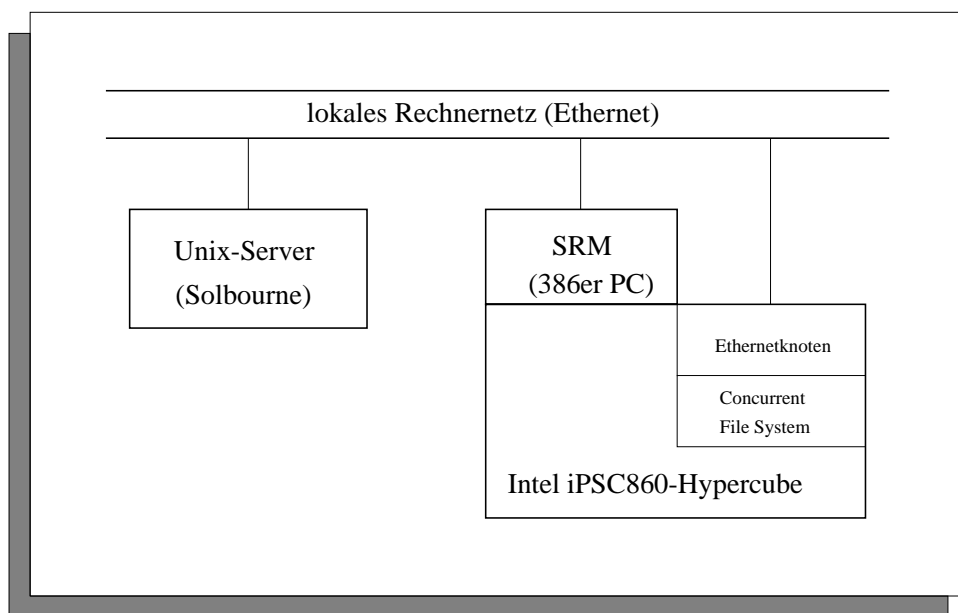 lokales Rechnernetz (Ethernet)
Unix-Server
(Solbourne)
SRM
(386er PC)
Ethernetknoten
Concurrent
File System
Intel iPSC860-Hypercube